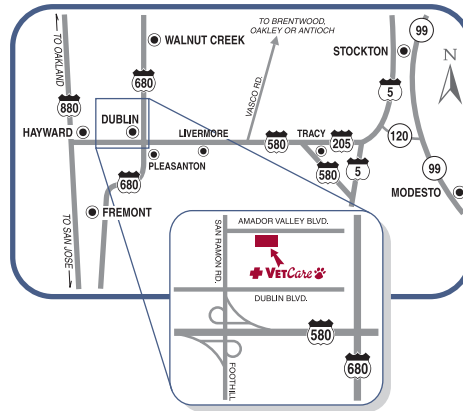 TO BRENTWOOD,
OAKLEY OR ANTIOCH
TO OAKLAND
WALNUT CREEK
STOCKTON
99
N
680
880
VASCO RD.
5
HAYWARD
DUBLIN
LIVERMORE
580
TRACY
205
120
PLEASANTON
580
5
99
680
MODESTO
FREMONT
TO SAN JOSE
AMADOR VALLEY BLVD.
SAN RAMON RD.
VETCare
DUBLIN BLVD.
580
680
FOOTHILL